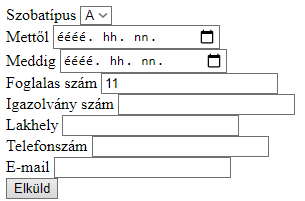 Szobatípus A
Mettől éééé. hh. nn.
Meddig éééé. hh. nn.
Foglalas szám 11
Igazolvány szám
Lakhely
Telefonszám
E-mail
Elküld